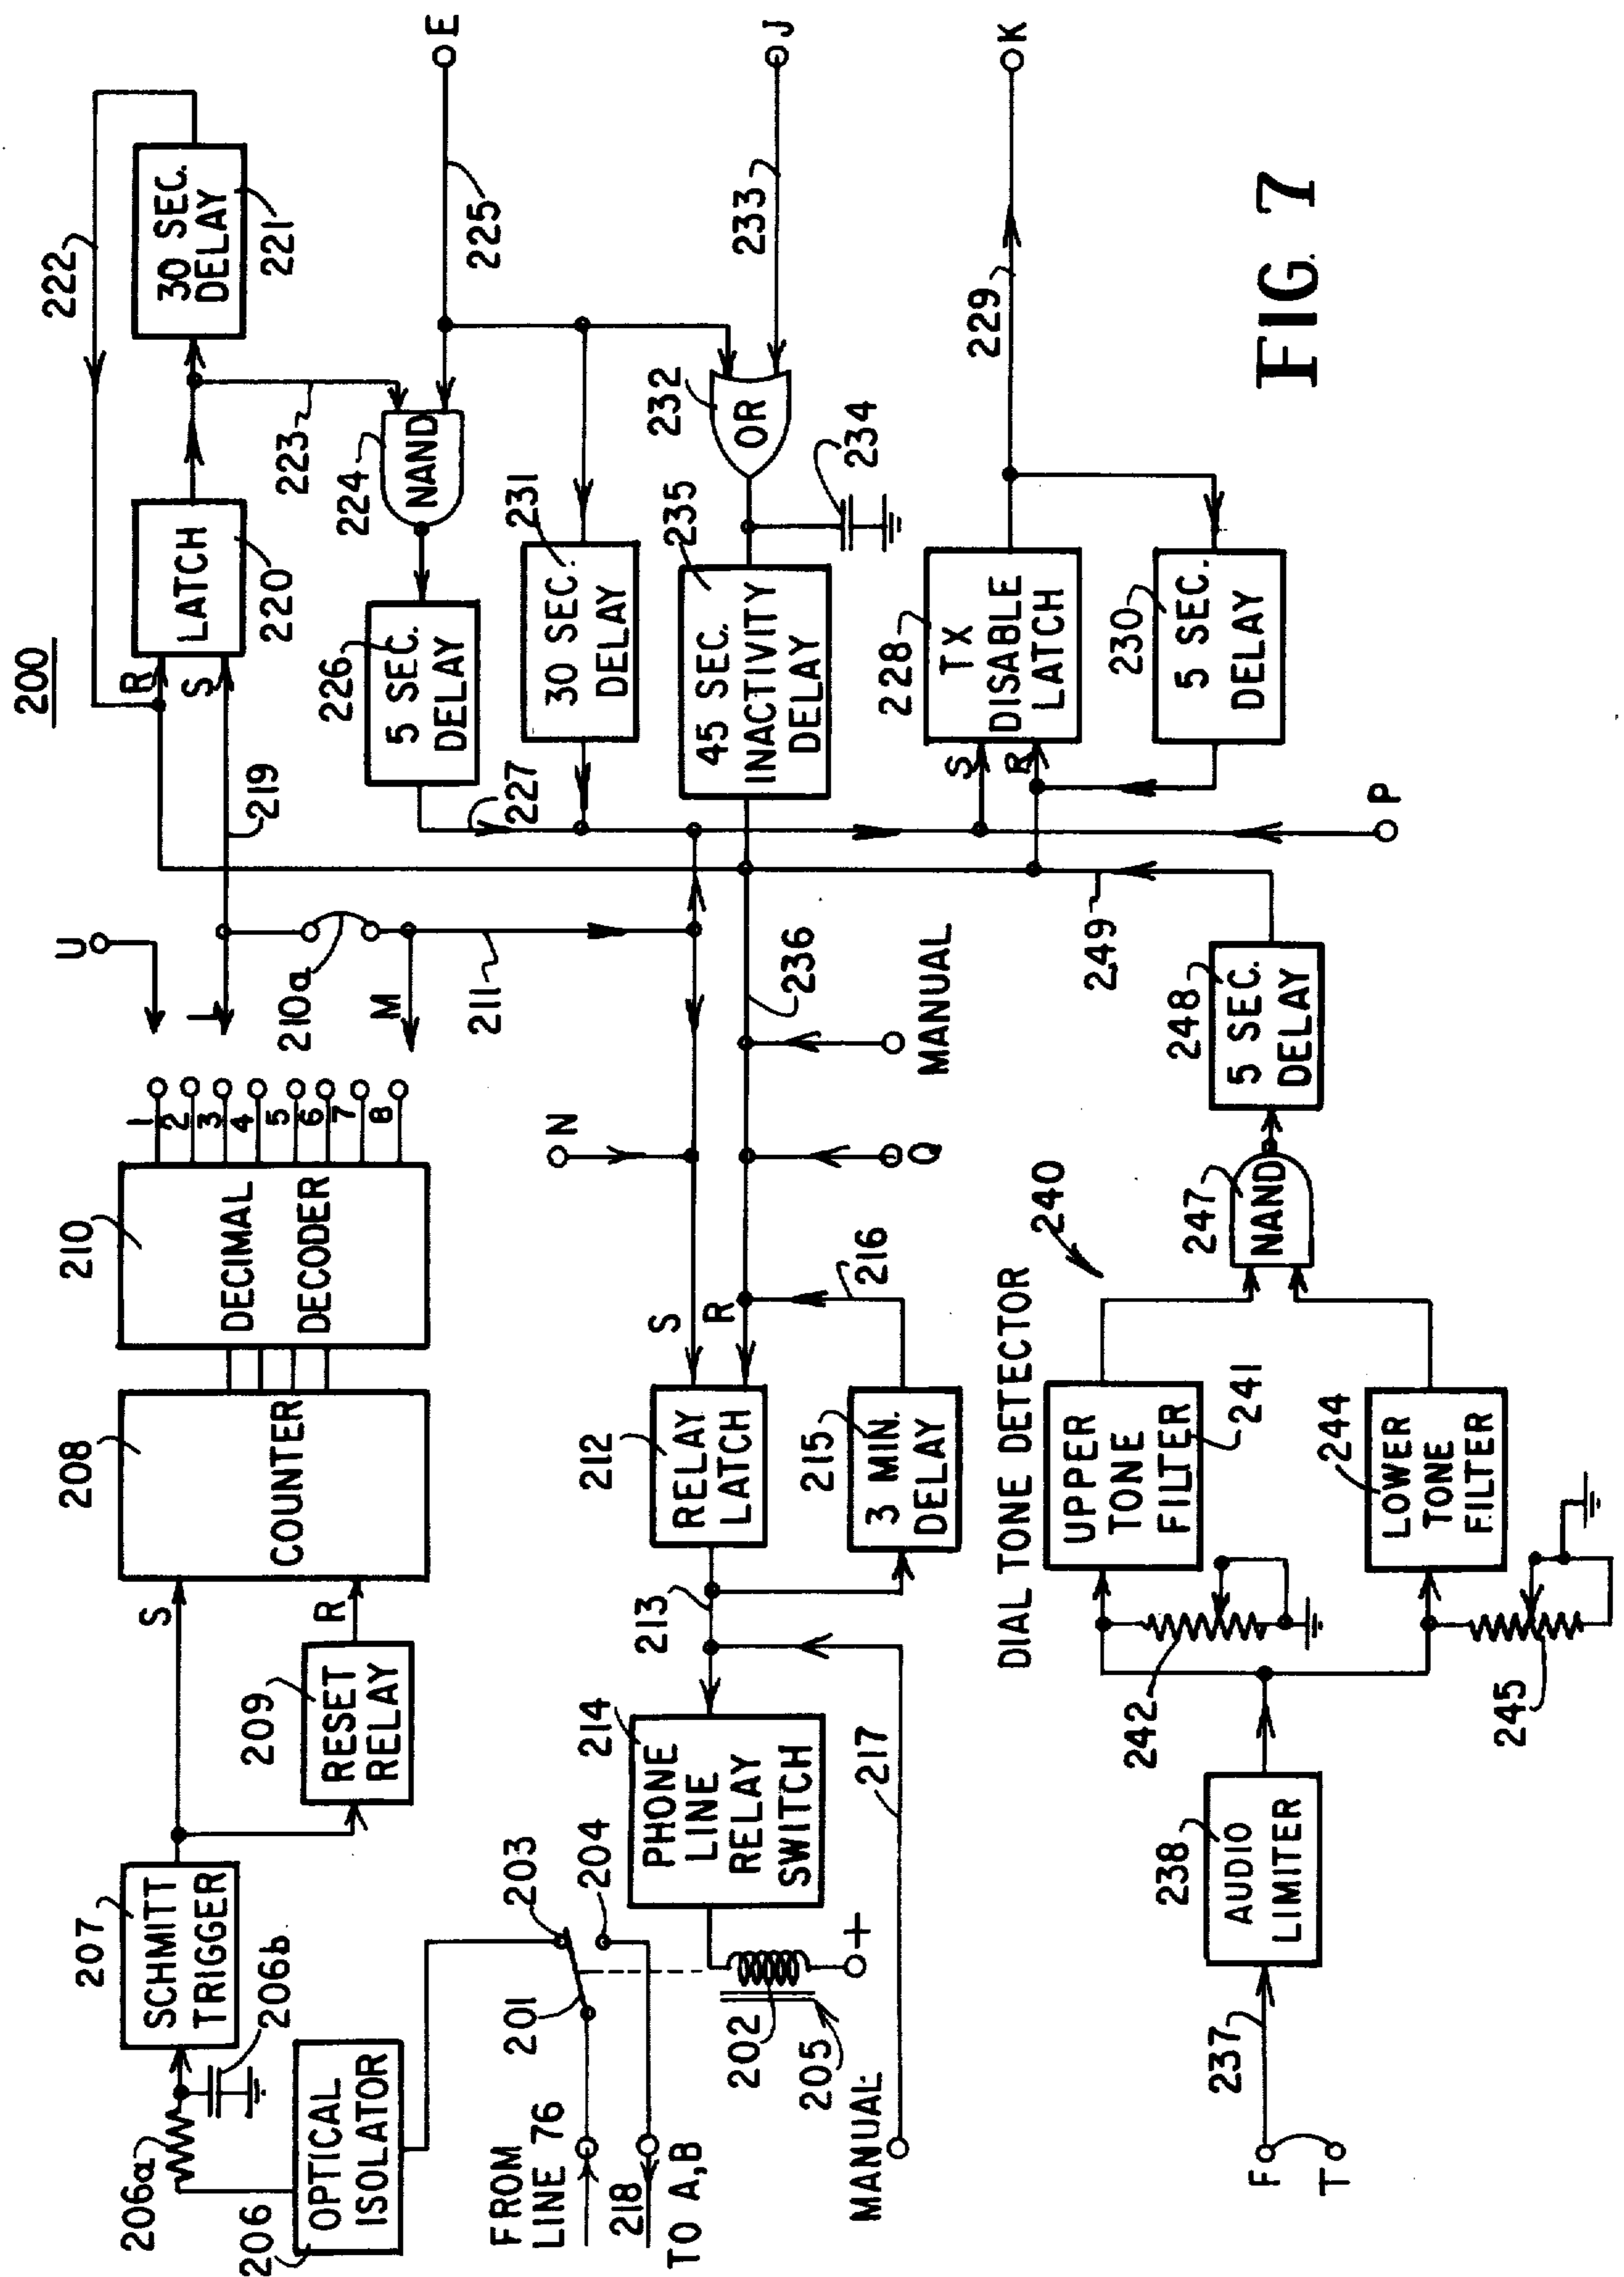 200
206
OPTICAL
ISOLATOR
206a
206b
207
SCHMITT
TRIGGER
S
R
209
RESET
RELAY
208
COUNTER
210
DECIMAL
DECODER
1
2
3
4
5
6
7
8
U
L
M
210a
211
219
R
S
LATCH
220
222
30 SEC.
DELAY
221
223
224
NAND
E
225
226
5 SEC.
DELAY
227
231
30 SEC.
DELAY
J
233
232
OR
234
235
45 SEC.
INACTIVITY
DELAY
236
MANUAL
N
Q
S
R
212
RELAY
LATCH
213
215
3 MIN.
DELAY
216
214
PHONE
LINE
RELAY
SWITCH
217
MANUAL
201
203
204
202
205
+
FROM
LINE 76
218
TO A,B
228
TX
DISABLE
LATCH
S
R
229
K
230
5 SEC.
DELAY
P
249
248
5 SEC.
DELAY
247
NAND
240
DIAL TONE DETECTOR
UPPER
TONE
FILTER
241
242
244
LOWER
TONE
FILTER
245
238
AUDIO
LIMITER
237
F
T
FIG. 7